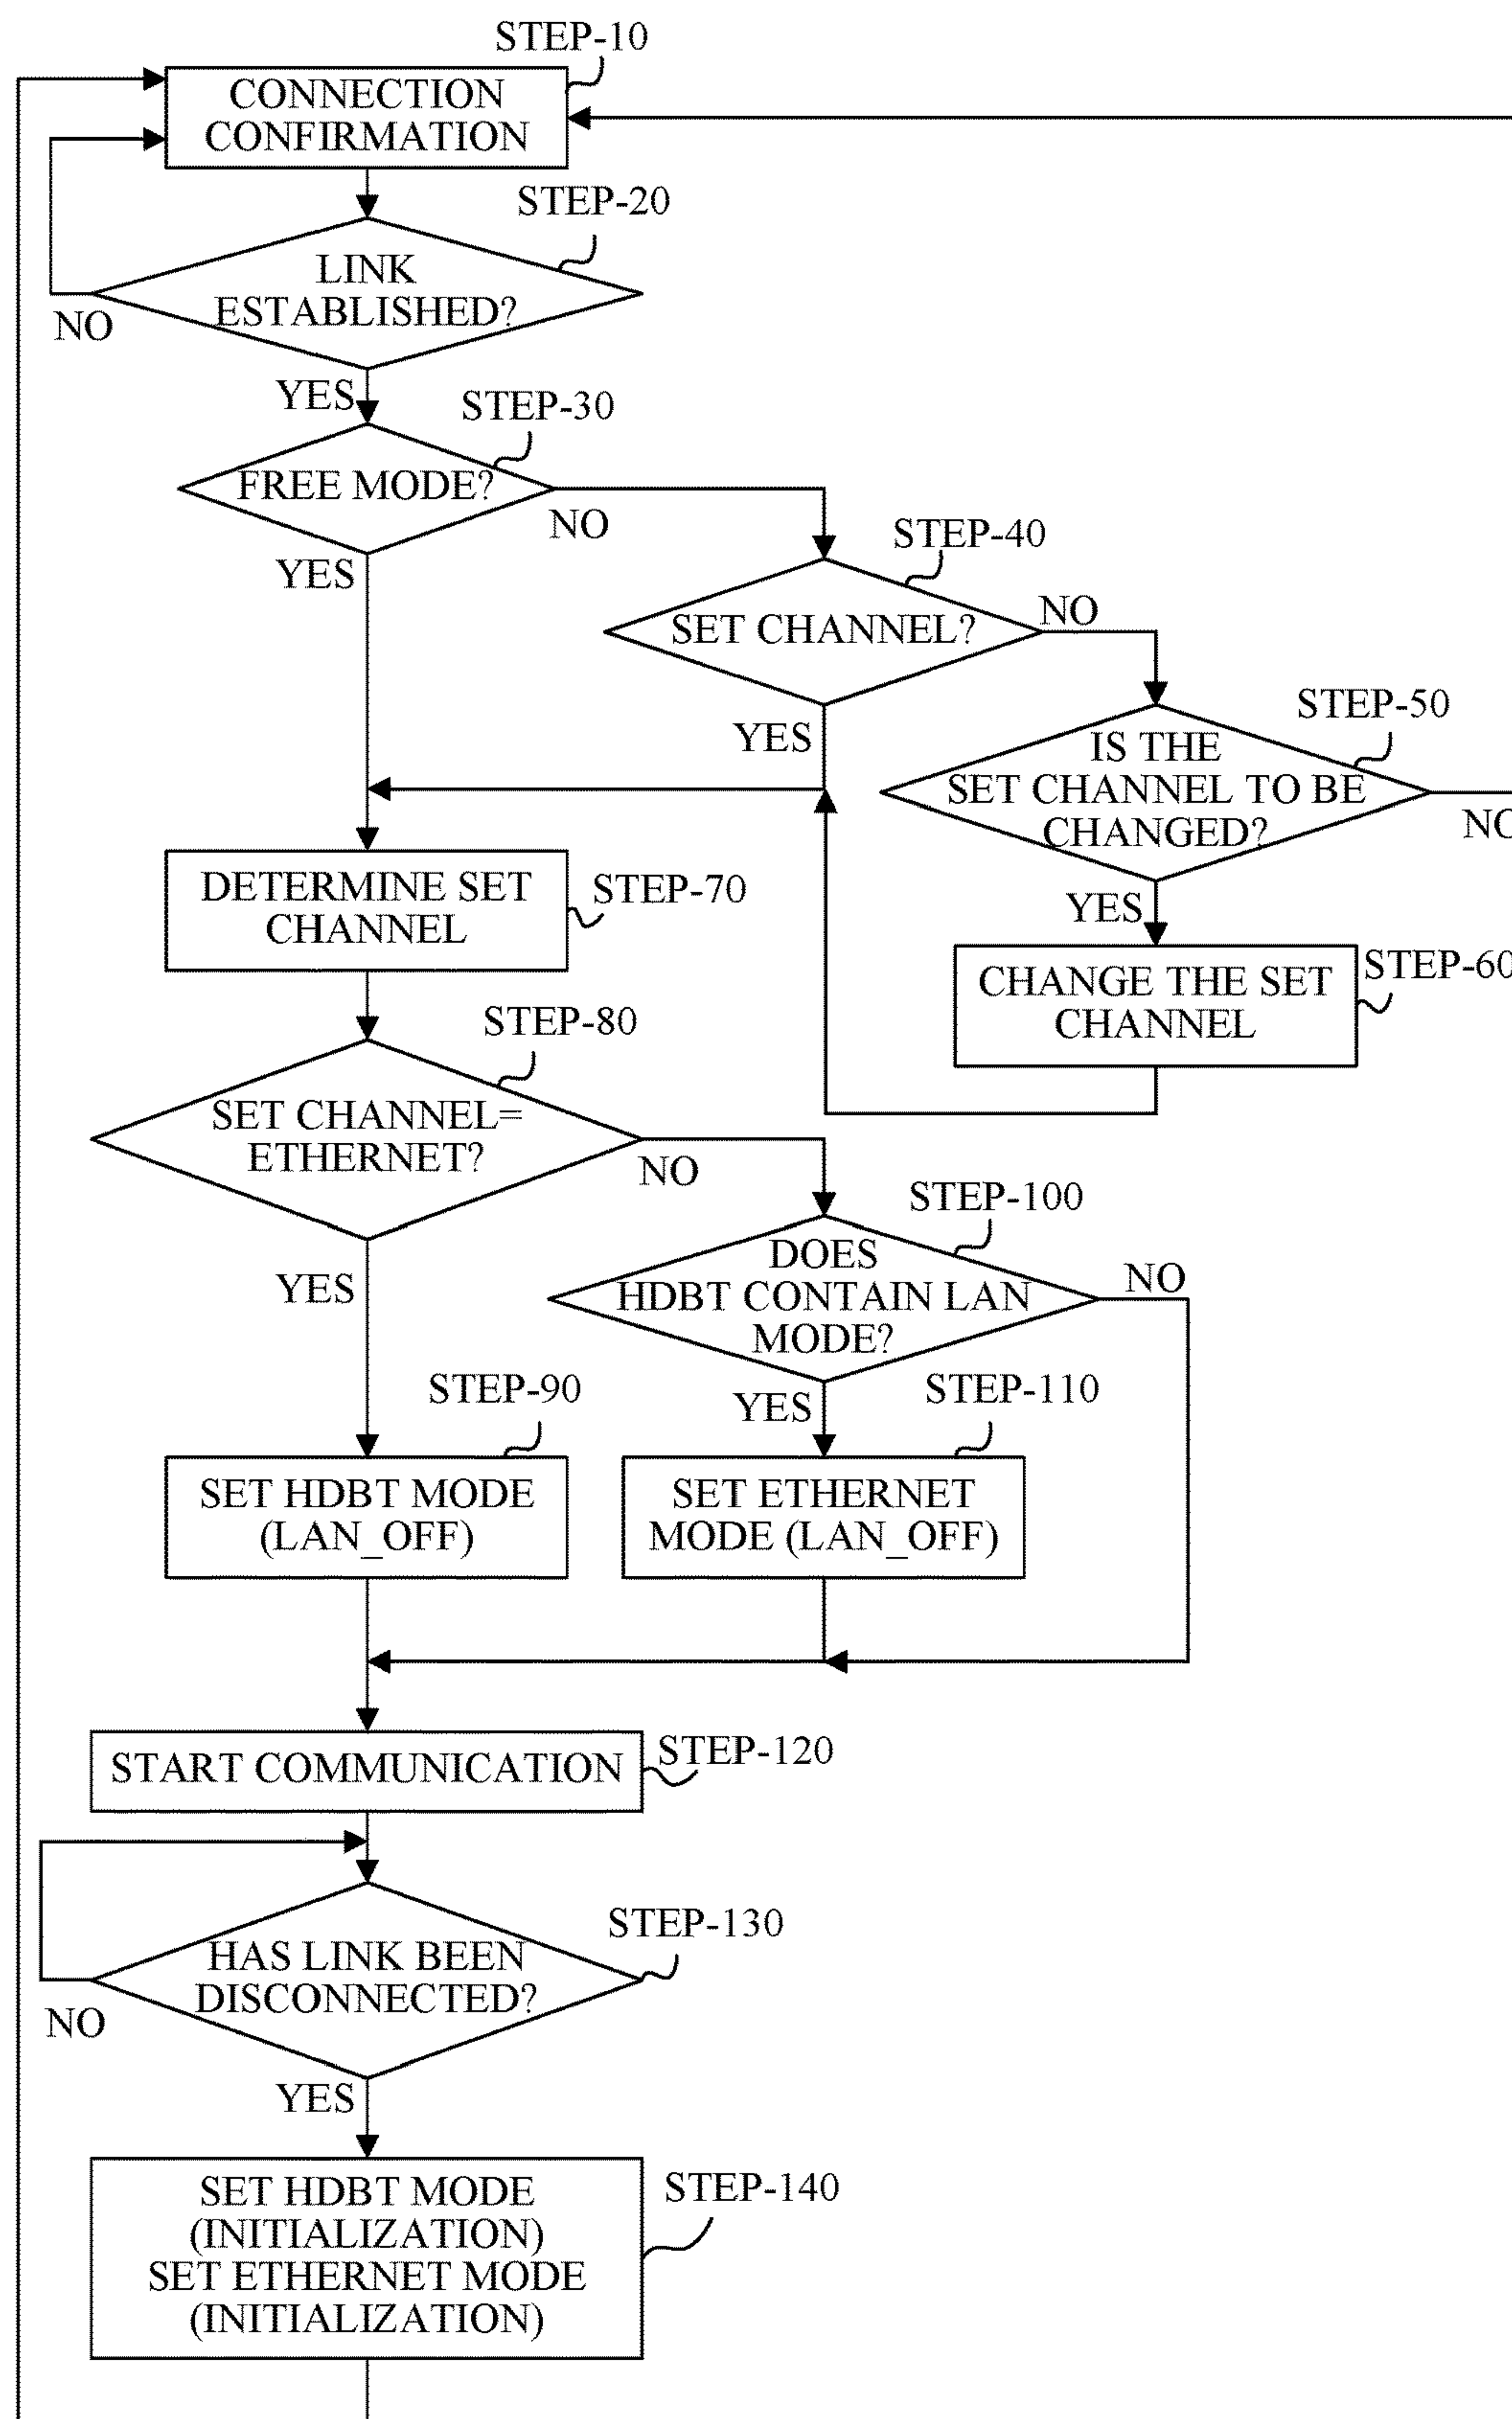 STEP-10
CONNECTION
CONFIRMATION
STEP-20
LINK
ESTABLISHED?
NO
YES
STEP-30
FREE MODE?
NO
YES
STEP-40
SET CHANNEL?
NO
YES
STEP-50
IS THE
SET CHANNEL TO BE
CHANGED?
NO
YES
STEP-60
CHANGE THE SET
CHANNEL
DETERMINE SET
CHANNEL
STEP-70
STEP-80
SET CHANNEL=
ETHERNET?
NO
YES
STEP-100
DOES
HDBT CONTAIN LAN
MODE?
NO
YES
STEP-90
SET HDBT MODE
(LAN_OFF)
STEP-110
SET ETHERNET
MODE (LAN_OFF)
START COMMUNICATION
STEP-120
HAS LINK BEEN
DISCONNECTED?
STEP-130
NO
YES
SET HDBT MODE
(INITIALIZATION)
SET ETHERNET MODE
(INITIALIZATION)
STEP-140